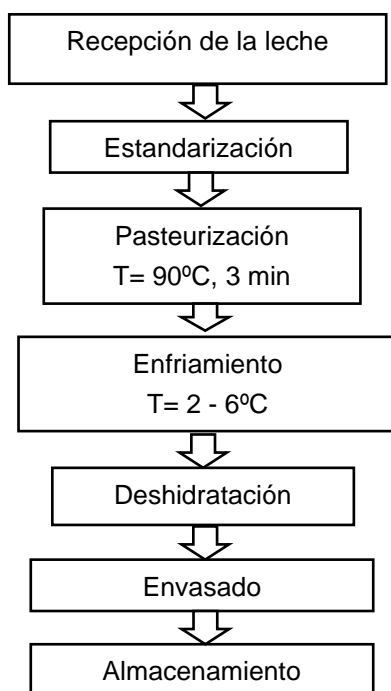 Recepción de la leche
Estandarización
Pasteurización
T= 90ºC, 3 min
Enfriamiento
T= 2 - 6ºC
Deshidratación
Envasado
Almacenamiento